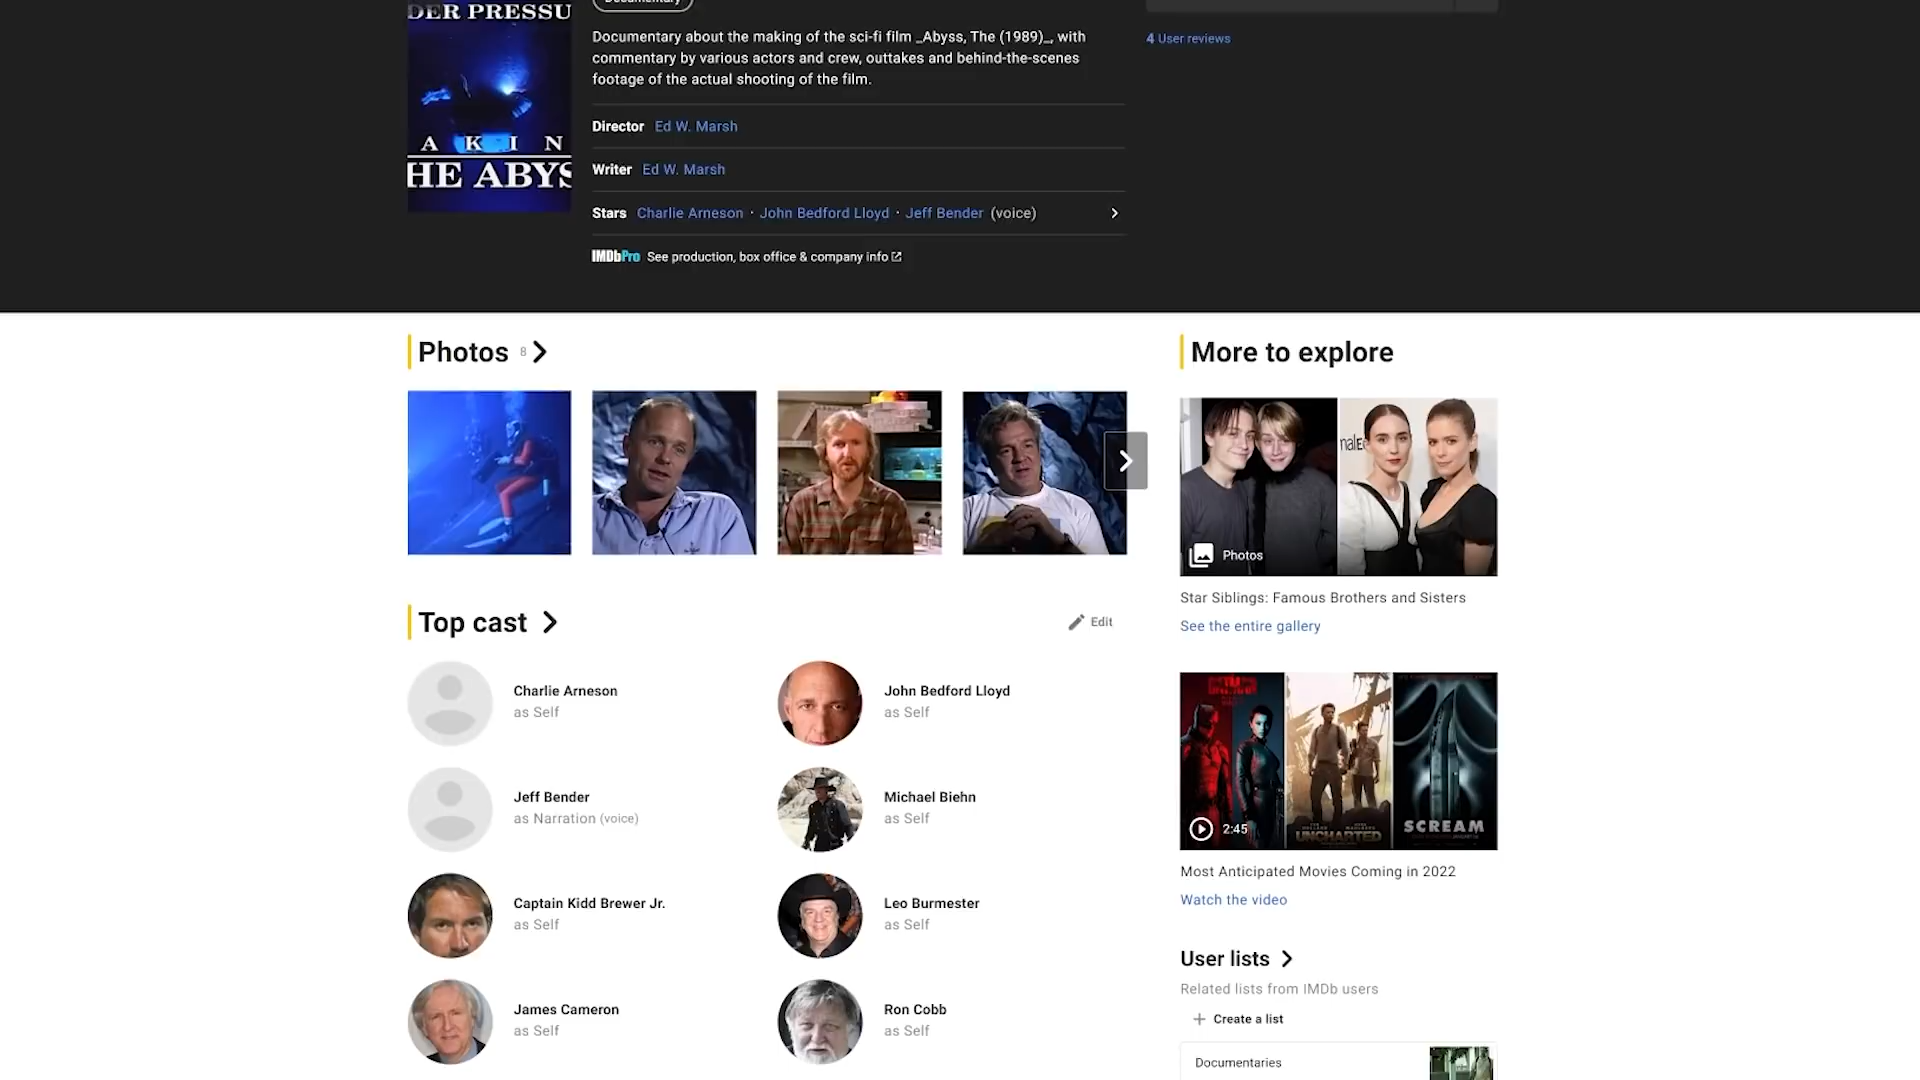 DER PRESSU
AKIN
HE ABYS
Documentary
Documentary about the making of the sci-fi film _Abyss, The (1989)_, with
commentary by various actors and crew, outtakes and behind-the-scenes
footage of the actual shooting of the film.
Director Ed W. Marsh
Writer Ed W. Marsh
Stars Charlie Arneson · John Bedford Lloyd · Jeff Bender (voice)
IMDbPro See production, box office & company info
4 User reviews
Photos 8
Top cast
Edit
Charlie Arneson
as Self
John Bedford Lloyd
as Self
Jeff Bender
as Narration (voice)
Michael Biehn
as Self
Captain Kidd Brewer Jr.
as Self
Leo Burmester
as Self
James Cameron
as Self
Ron Cobb
as Self
More to explore
Photos
Star Siblings: Famous Brothers and Sisters
See the entire gallery
UNCHARTED
SCREAM
2:45
Most Anticipated Movies Coming in 2022
Watch the video
User lists
Related lists from IMDb users
Create a list
Documentaries